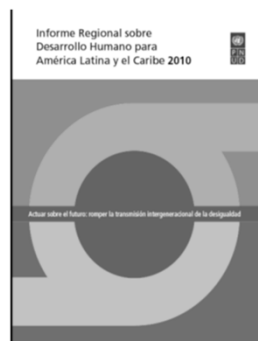 Informe Regional sobre
Desarrollo Humano para
América Latina y el Caribe 2010
P N
U D
Actuar sobre el futuro: romper la transmisión intergeneracional de la desigualdad